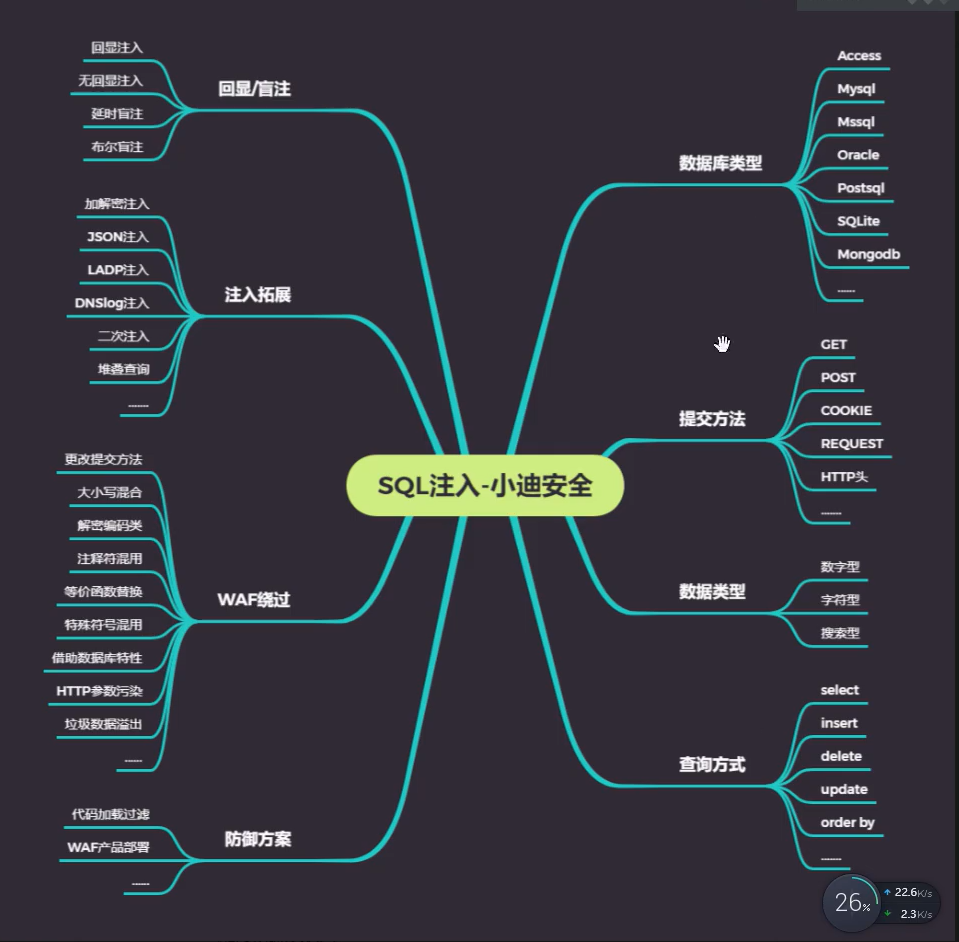 SQL注入-小迪安全
回显/盲注
回显注入
无回显注入
延时盲注
布尔盲注
注入拓展
加解密注入
JSON注入
LADP注入
DNSlog注入
二次注入
堆叠查询
......
WAF绕过
更改提交方法
大小写混合
解密编码类
注释符混用
等价函数替换
特殊符号混用
借助数据库特性
HTTP参数污染
垃圾数据溢出
......
防御方案
代码加载过滤
WAF产品部署
......
数据库类型
Access
Mysql
Mssql
Oracle
Postsql
SQLite
Mongodb
......
提交方法
GET
POST
COOKIE
REQUEST
HTTP头
......
数据类型
数字型
字符型
搜索型
查询方式
select
insert
delete
update
order by
......
26%
↑ 22.6K/s
↓ 2.3K/s